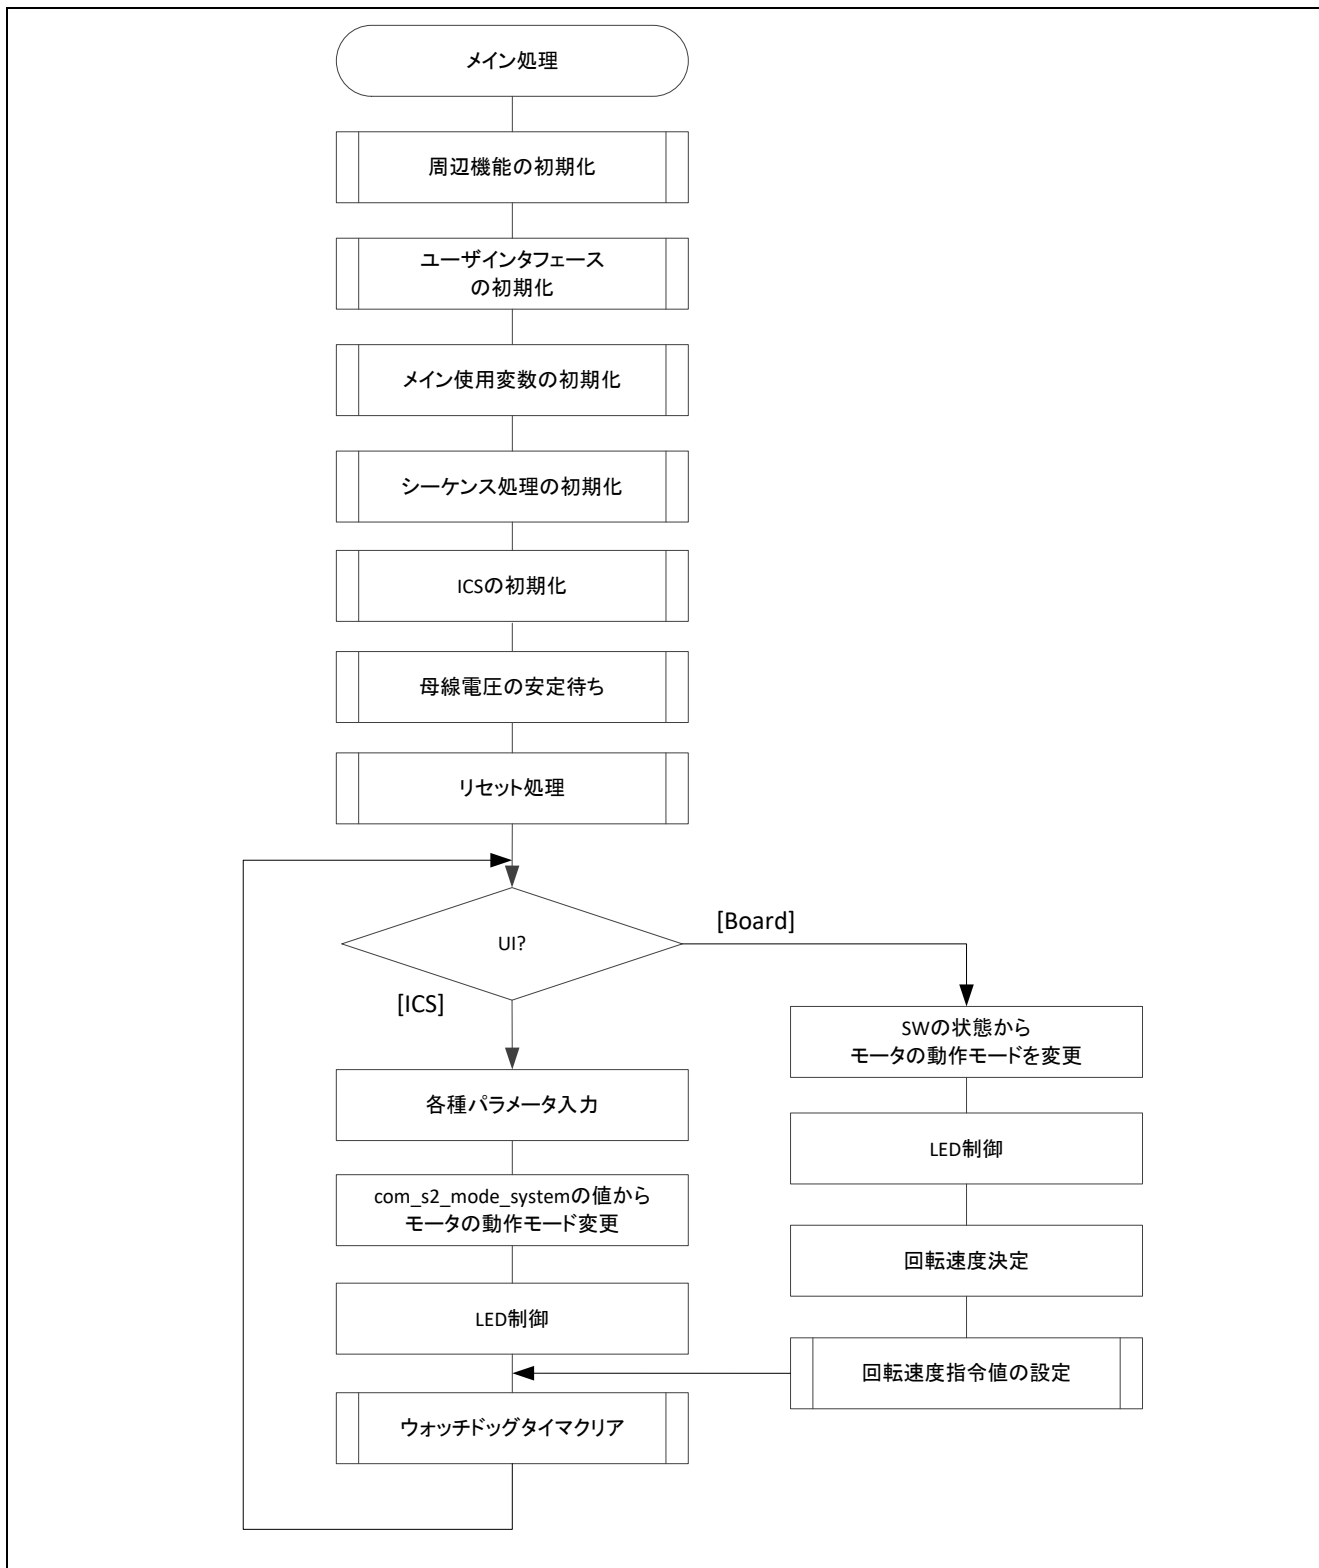 メイン処理
周辺機能の初期化
ユーザインタフェース
の初期化
メイン使用変数の初期化
シーケンス処理の初期化
ICSの初期化
母線電圧の安定待ち
リセット処理
UI?
[Board]
[ICS]
SWの状態から
モータの動作モードを変更
LED制御
回転速度決定
回転速度指令値の設定
各種パラメータ入力
com_s2_mode_systemの値から
モータの動作モード変更
LED制御
ウォッチドッグタイマクリア